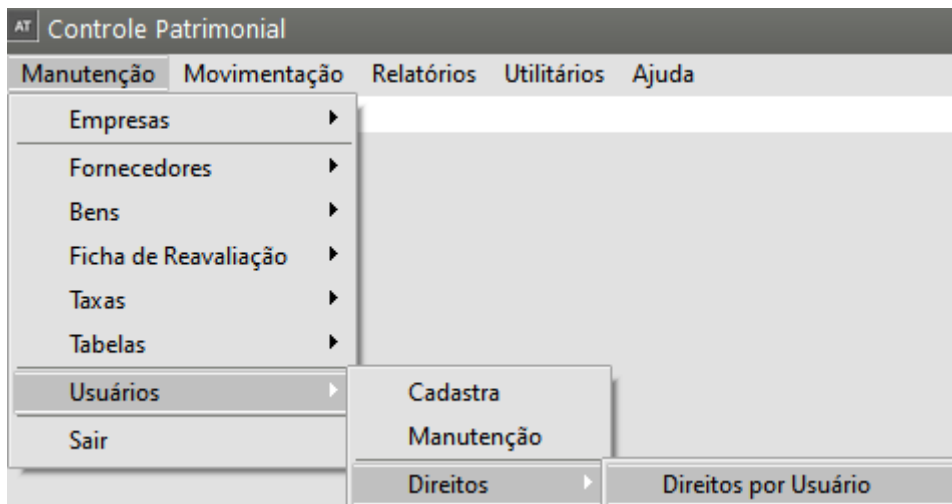 AT Controle Patrimonial
Manutenção Movimentação Relatórios Utilitários Ajuda
Empresas
Fornecedores
Bens
Ficha de Reavaliação
Taxas
Tabelas
Usuários
Sair
Cadastra
Manutenção
Direitos
Direitos por Usuário